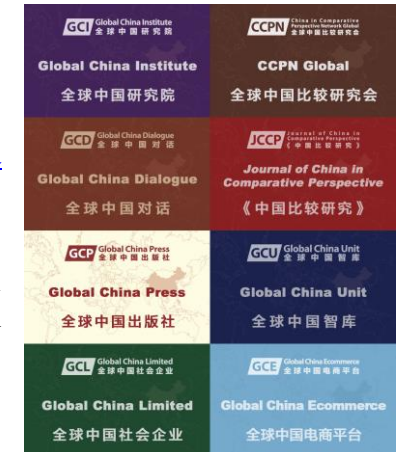 GCI Global China Institute
全球中国研究院
Global China Institute
全球中国研究院
CCPN China in Comparative
Perspective Network Global
全球中国比较研究会
CCPN Global
全球中国比较研究会
GCD Global China Dialogue
全球中国对话
Global China Dialogue
全球中国对话
JCCP Journal of China in
Comparative Perspective
《中国比较研究》
Journal of China in
Comparative Perspective
《中国比较研究》
GCP Global China Press
全球中国出版社
Global China Press
全球中国出版社
GCU Global China Unit
全球中国智库
Global China Unit
全球中国智库
GCL Global China Limited
全球中国社会企业
Global China Limited
全球中国社会企业
GCE Global China Ecommerce
全球中国电商平台
Global China Ecommerce
全球中国电商平台